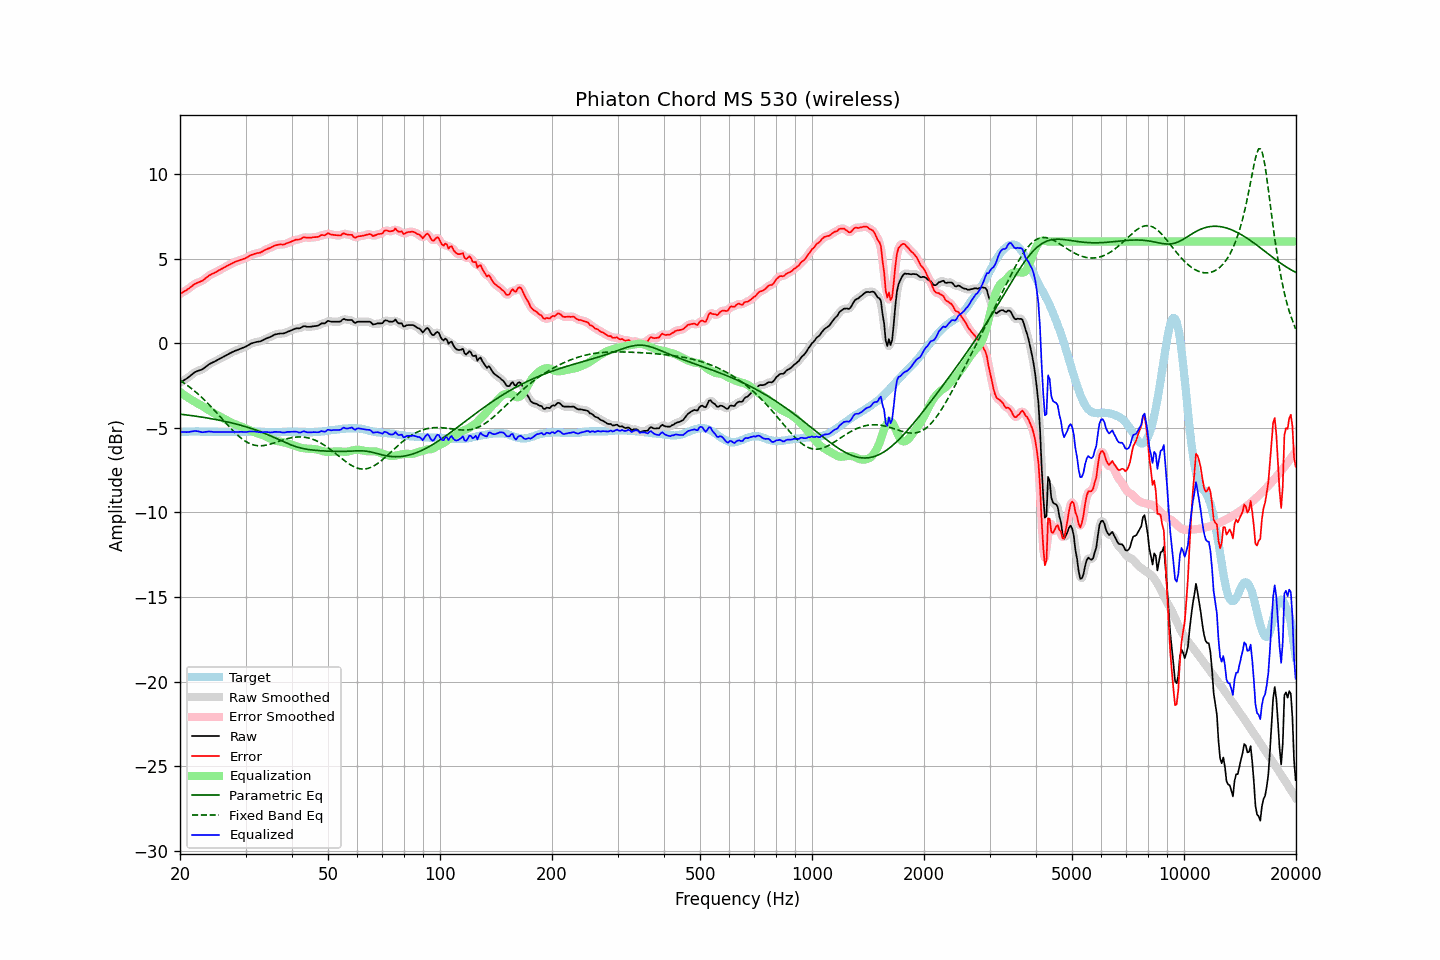 Phiaton Chord MS 530 (wireless)
10
5
0
−5
−10
−15
−20
−25
−30
Amplitude (dBr)
Target
Raw Smoothed
Error Smoothed
Raw
Error
Equalization
Parametric Eq
Fixed Band Eq
Equalized
20 50 100 200 500 1000 2000 5000 10000 20000
Frequency (Hz)